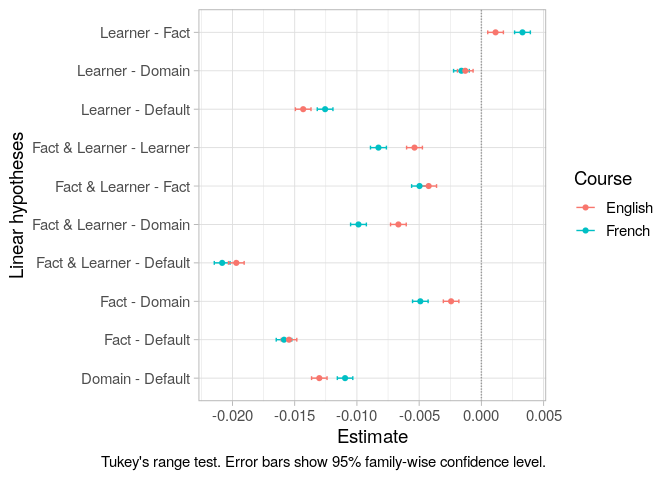 Learner - Fact
Learner - Domain
Learner - Default
Fact & Learner - Learner
Fact & Learner - Fact
Fact & Learner - Domain
Fact & Learner - Default
Fact - Domain
Fact - Default
Domain - Default
Linear hypotheses
-0.020 -0.015 -0.010 -0.005 0.000 0.005
Estimate
Course
English
French
Tukey's range test. Error bars show 95% family-wise confidence level.